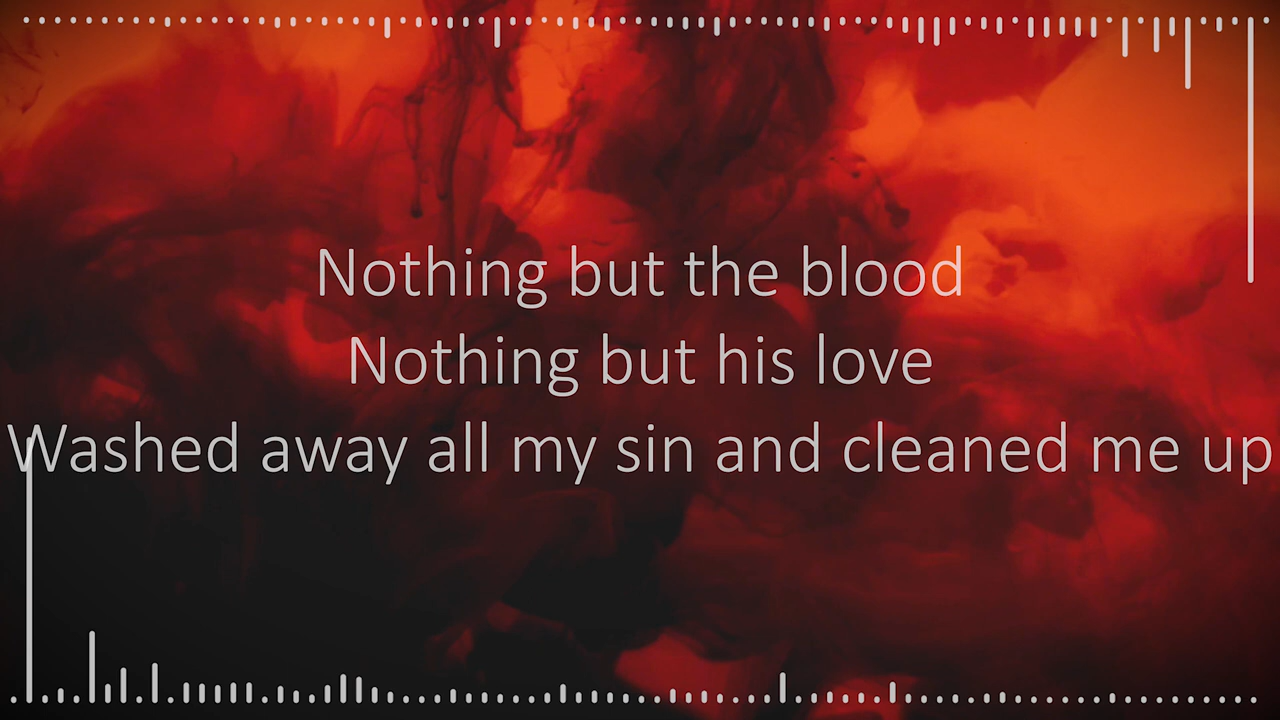 Nothing but the blood
Nothing but his love
Washed away all my sin and cleaned me up